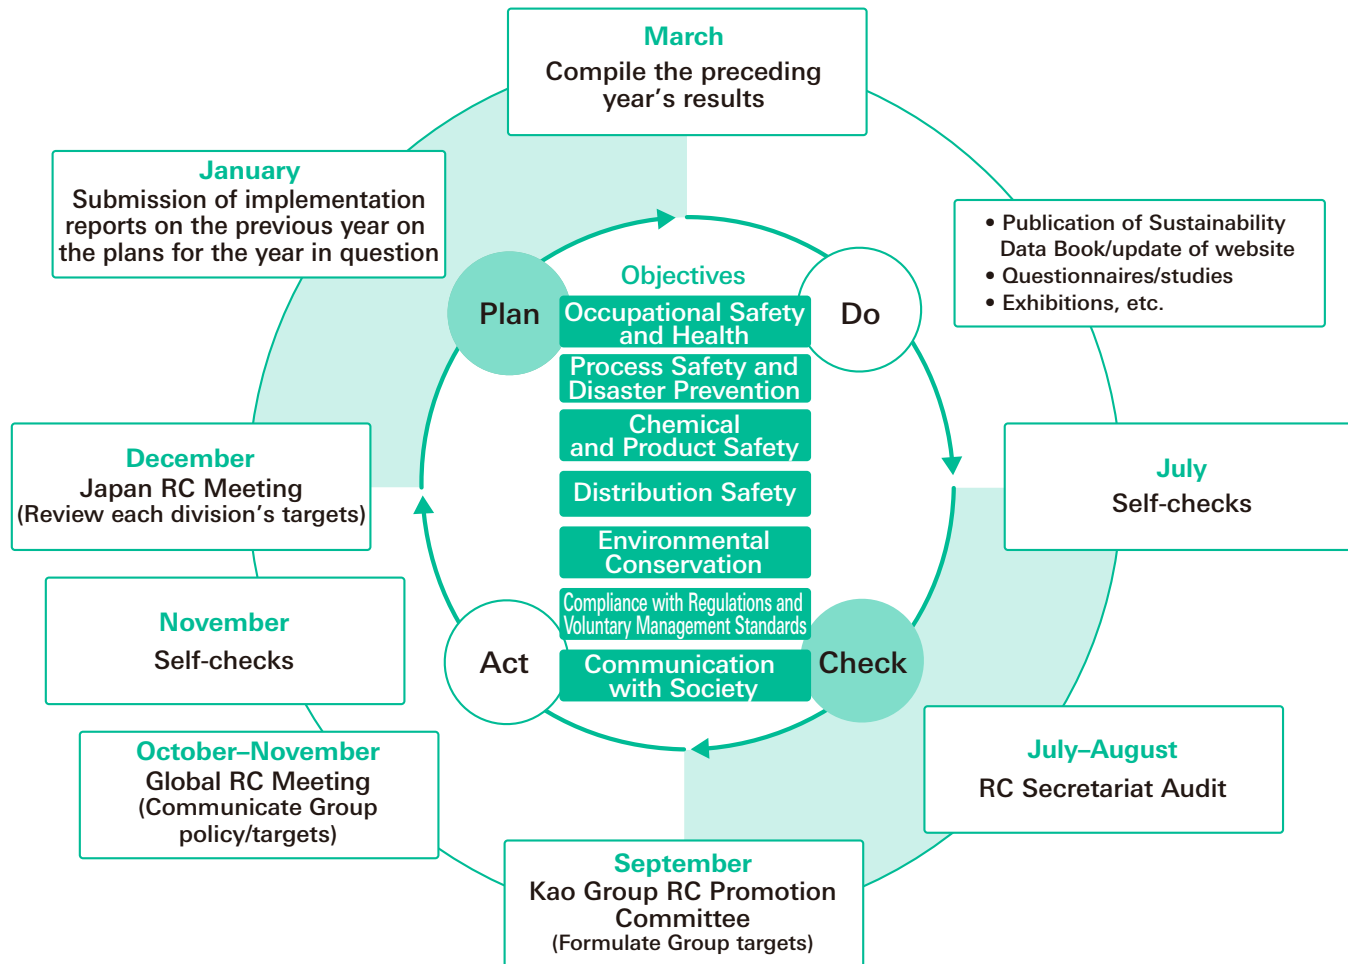 March
Compile the preceding
year’s results
January
Submission of implementation
reports on the previous year on
the plans for the year in question
• Publication of Sustainability
Data Book/update of website
• Questionnaires/studies
• Exhibitions, etc.
Plan
Do
Objectives
Occupational Safety
and Health
Process Safety and
Disaster Prevention
Chemical
and Product Safety
Distribution Safety
Environmental
Conservation
Compliance with Regulations and
Voluntary Management Standards
Communication
with Society
Act
Check
December
Japan RC Meeting
(Review each division’s targets)
July
Self-checks
November
Self-checks
October–November
Global RC Meeting
(Communicate Group
policy/targets)
July–August
RC Secretariat Audit
September
Kao Group RC Promotion
Committee
(Formulate Group targets)